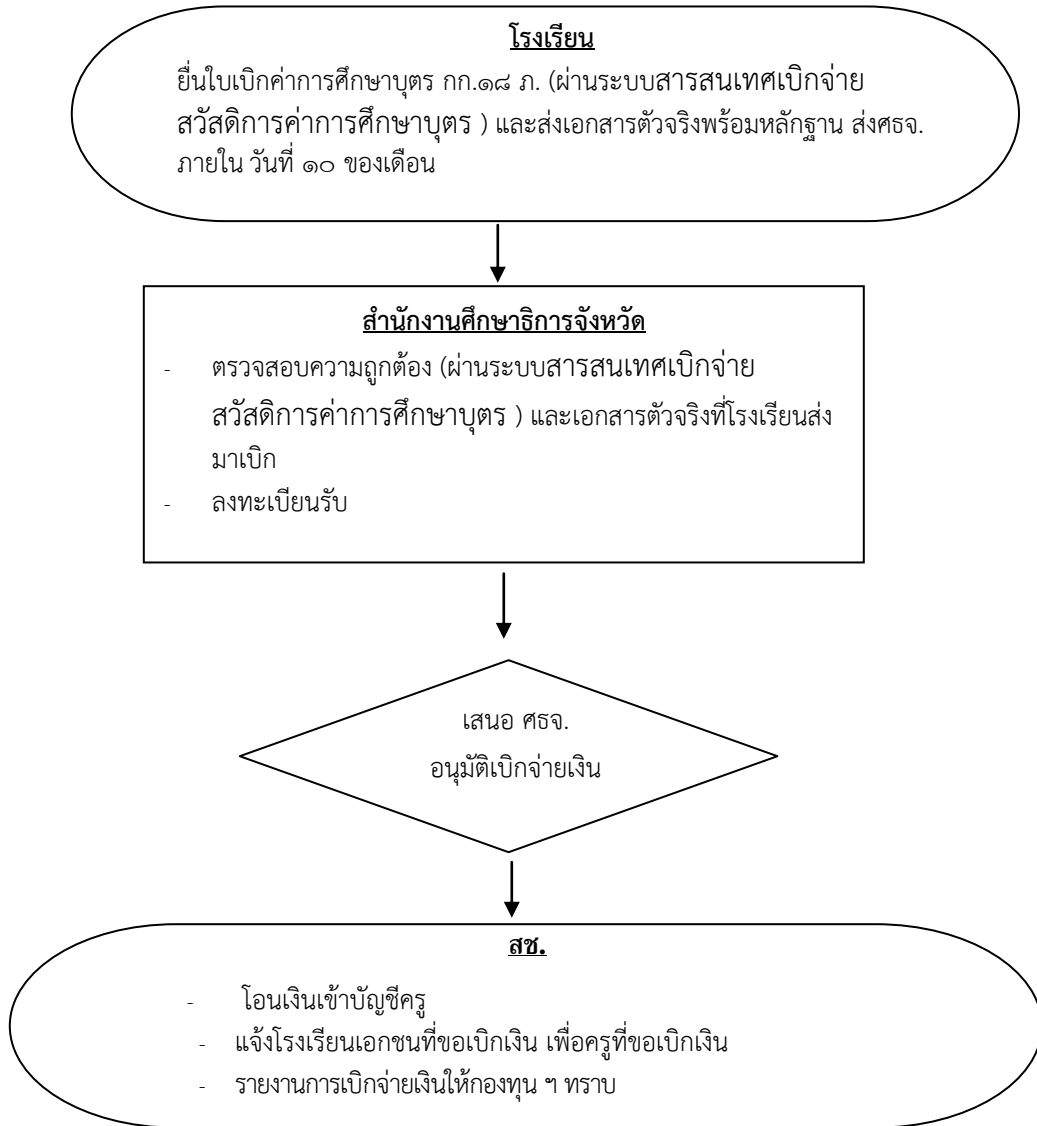 โรงเรียน
ยื่นใบเบิกค่าการศึกษาบุตร กก.๑๘ ภ. (ผ่านระบบสารสนเทศเบิกจ่าย
สวัสดิการค่าการศึกษาบุตร ) และส่งเอกสารตัวจริงพร้อมหลักฐาน ส่งศธจ.
ภายใน วันที่ ๑๐ ของเดือน
สำนักงานศึกษาธิการจังหวัด
- ตรวจสอบความถูกต้อง (ผ่านระบบสารสนเทศเบิกจ่าย
สวัสดิการค่าการศึกษาบุตร ) และเอกสารตัวจริงที่โรงเรียนส่ง
มาเบิก
- ลงทะเบียนรับ
เสนอ ศธจ.
อนุมัติเบิกจ่ายเงิน
สช.
- โอนเงินเข้าบัญชีครู
- แจ้งโรงเรียนเอกชนที่ขอเบิกเงิน เพื่อครูที่ขอเบิกเงิน
- รายงานการเบิกจ่ายเงินให้กองทุน ฯ ทราบ